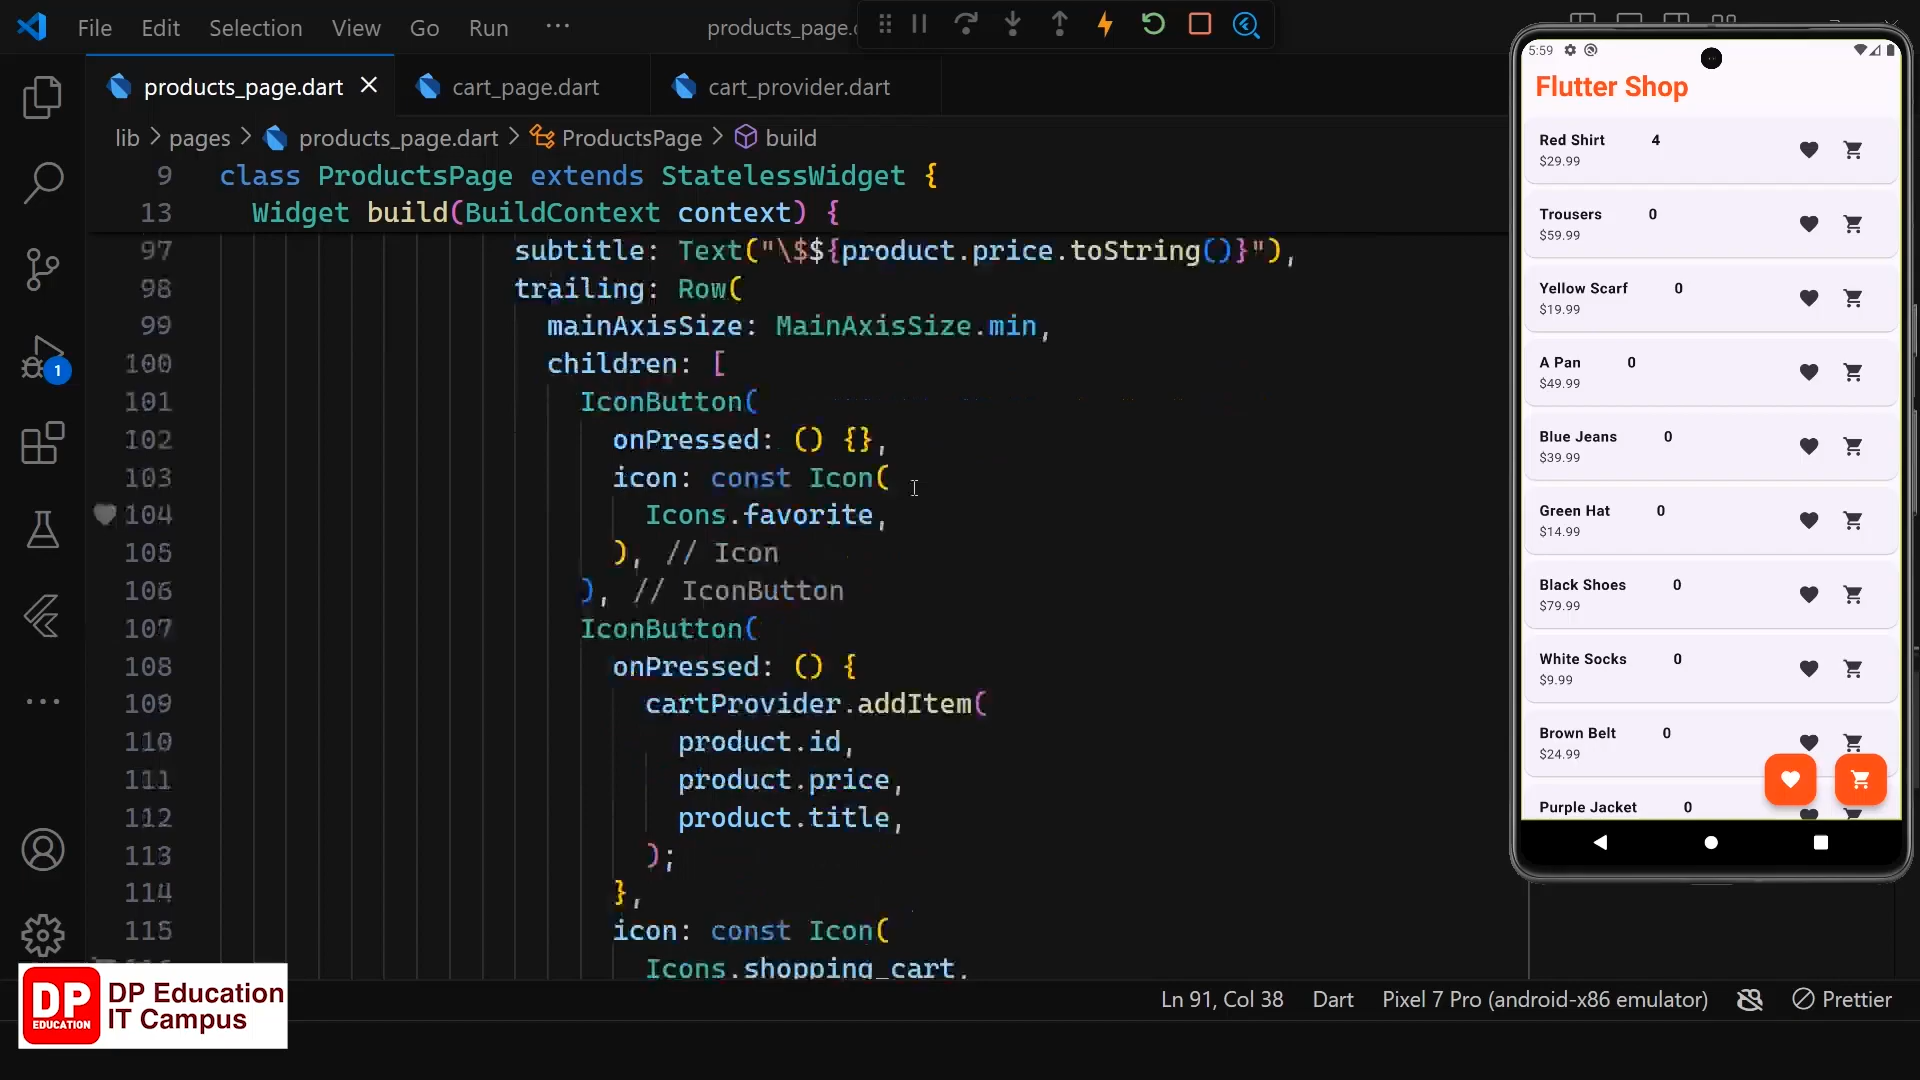 File Edit Selection View Go Run ... products_page.
products_page.dart cart_page.dart cart_provider.dart
lib > pages > products_page.dart > ProductsPage > build
9 class ProductsPage extends StatelessWidget {
13 Widget build(BuildContext context) {
97 subtitle: Text("\$${product.price.toString()}"),
98 trailing: Row(
99 mainAxisSize: MainAxisSize.min,
100 children: [
101 IconButton(
102 onPressed: () {},
103 icon: const Icon(
104 Icons.favorite,
105 ), // Icon
106 ), // IconButton
107 IconButton(
108 onPressed: () {
109 cartProvider.addItem(
110 product.id,
111 product.price,
112 product.title,
113 );
114 },
115 icon: const Icon(
Icons.shopping_cart,
1
Ln 91, Col 38 Dart Pixel 7 Pro (android-x86 emulator) Prettier
5:59
Flutter Shop
Red Shirt 4
$29.99
Trousers 0
$59.99
Yellow Scarf 0
$19.99
A Pan 0
$49.99
Blue Jeans 0
$39.99
Green Hat 0
$14.99
Black Shoes 0
$79.99
White Socks 0
$9.99
Brown Belt 0
$24.99
Purple Jacket 0
DP EDUCATION
DP Education
IT Campus